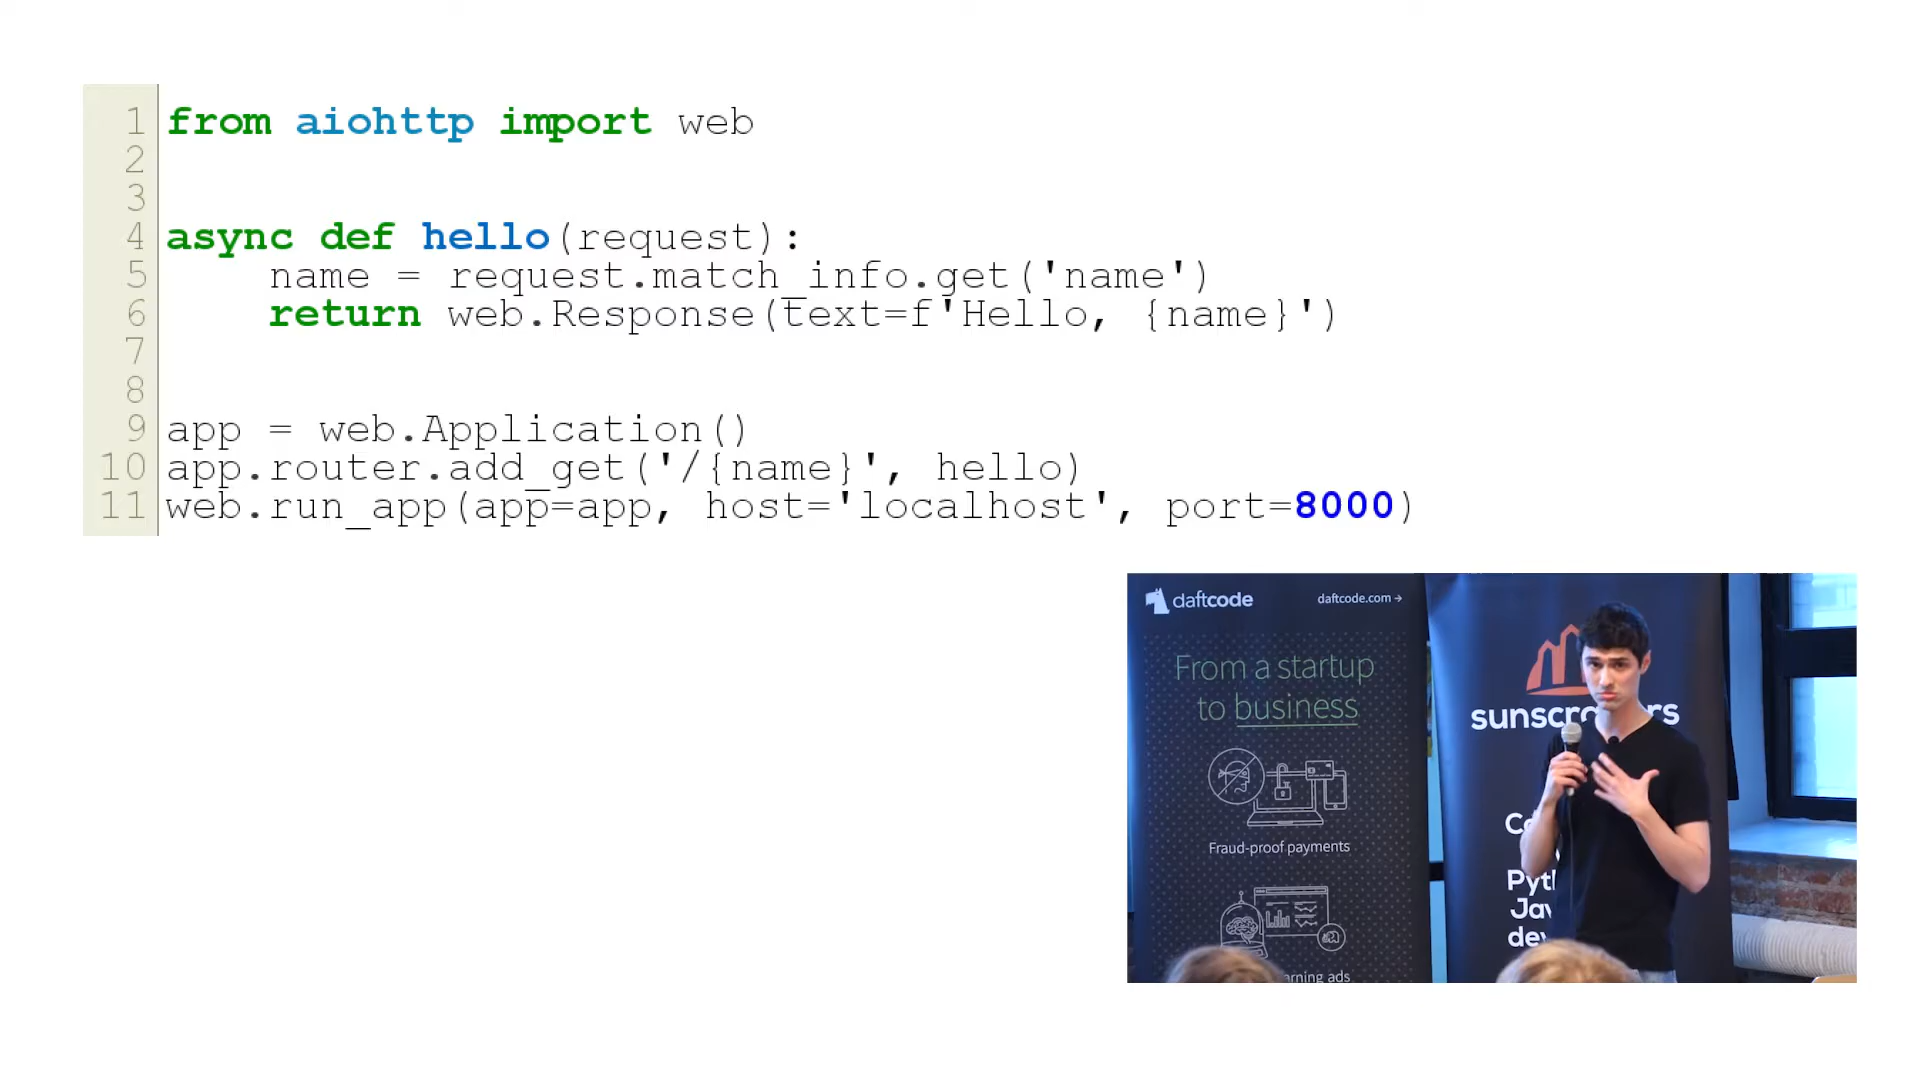 1 from aiohttp import web
2
3
4 async def hello(request):
5     name = request.match_info.get('name')
6     return web.Response(text=f'Hello, {name}')
7
8
9 app = web.Application()
10 app.router.add_get('/{name}', hello)
11 web.run_app(app=app, host='localhost', port=8000)
daftcode
daftcode.com →
From a startup
to business
Fraud-proof payments
ads